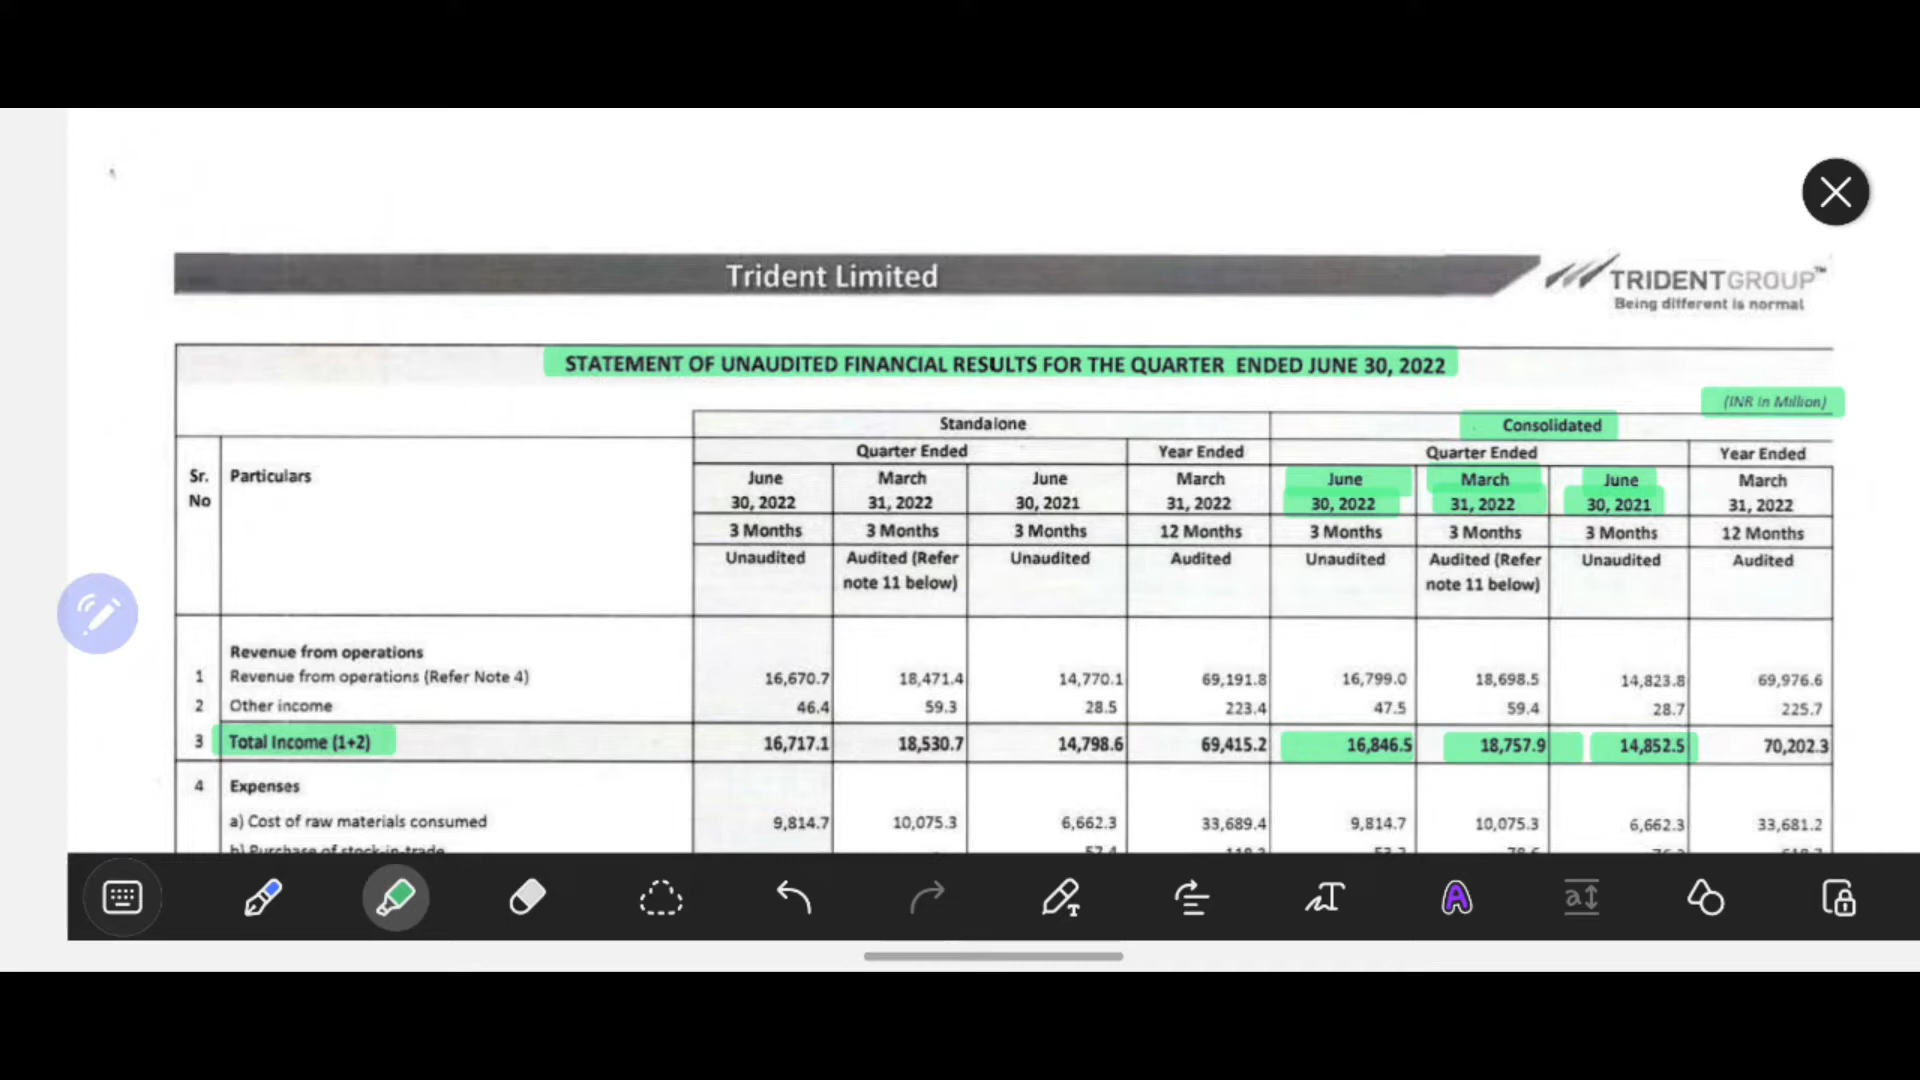 Trident Limited
TRIDENTGROUP™
Being different is normal
STATEMENT OF UNAUDITED FINANCIAL RESULTS FOR THE QUARTER ENDED JUNE 30, 2022
(INR in Million)
Standalone Consolidated
Quarter Ended Year Ended Quarter Ended Year Ended
Sr. Particulars June March June March June March June March
No 30, 2022 31, 2022 30, 2021 31, 2022 30, 2022 31, 2022 30, 2021 31, 2022
3 Months 3 Months 3 Months 12 Months 3 Months 3 Months 3 Months 12 Months
Unaudited Audited (Refer Unaudited Audited Unaudited Audited (Refer Unaudited Audited
note 11 below) note 11 below)
Revenue from operations
1 Revenue from operations (Refer Note 4) 16,670.7 18,471.4 14,770.1 69,191.8 16,799.0 18,698.5 14,823.8 69,976.6
2 Other income 46.4 59.3 28.5 223.4 47.5 59.4 28.7 225.7
3 Total Income (1+2) 16,717.1 18,530.7 14,798.6 69,415.2 16,846.5 18,757.9 14,852.5 70,202.3
4 Expenses
a) Cost of raw materials consumed 9,814.7 10,075.3 6,662.3 33,689.4 9,814.7 10,075.3 6,662.3 33,681.2
b) Purchase of stock-in-trade